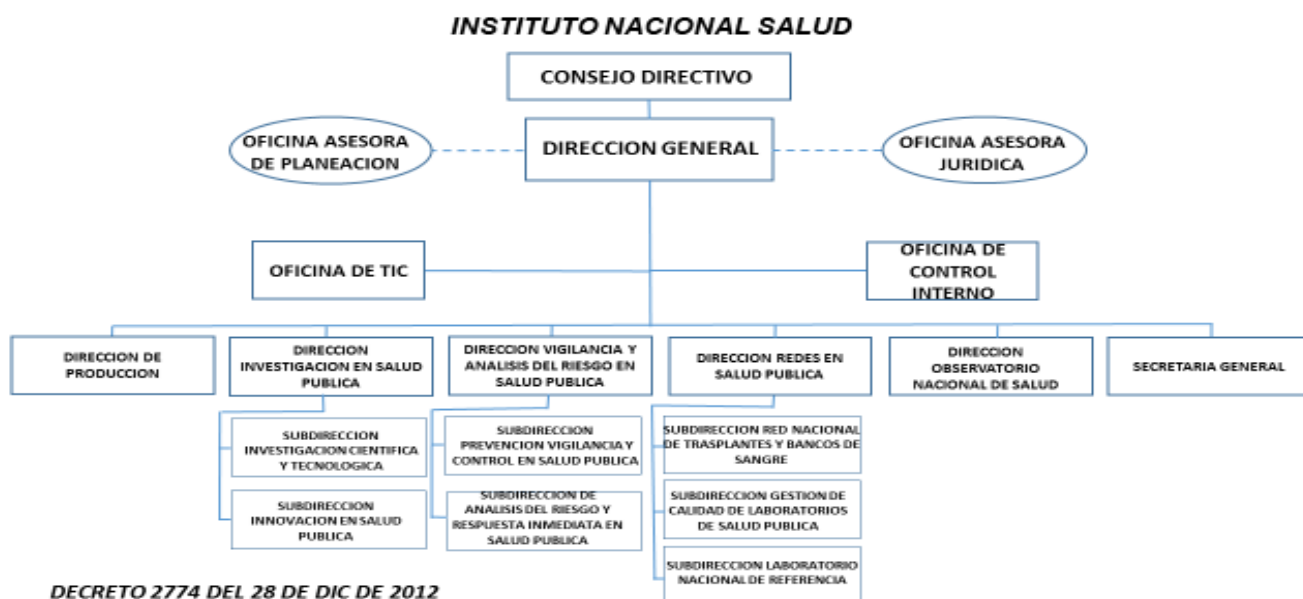 INSTITUTO NACIONAL SALUD
CONSEJO DIRECTIVO
OFICINA ASESORA
DE PLANEACION
DIRECCION GENERAL
OFICINA ASESORA
JURIDICA
OFICINA DE TIC
OFICINA DE
CONTROL
INTERNO
DIRECCION DE
PRODUCCION
DIRECCION
INVESTIGACION EN SALUD
PUBLICA
DIRECCION VIGILANCIA Y
ANALISIS DEL RIESGO EN
SALUD PUBLICA
DIRECCION REDES EN
SALUD PUBLICA
DIRECCION
OBSERVATORIO
NACIONAL DE SALUD
SECRETARIA GENERAL
SUBDIRECCION
INVESTIGACION CIENTIFICA
Y TECNOLOGICA
SUBDIRECCION
INNOVACION EN SALUD
PUBLICA
SUBDIRECCION
PREVENCION VIGILANCIA Y
CONTROL EN SALUD PUBLICA
SUBDIRECCION DE
ANALISIS DEL RIESGO Y
RESPUESTA INMEDIATA EN
SALUD PUBLICA
SUBDIRECCION RED NACIONAL
DE TRASPLANTES Y BANCOS DE
SANGRE
SUBDIRECCION GESTION DE
CALIDAD DE LABORATORIOS
DE SALUD PUBLICA
SUBDIRECCION LABORATORIO
NACIONAL DE REFERENCIA
DECRETO 2774 DEL 28 DE DIC DE 2012